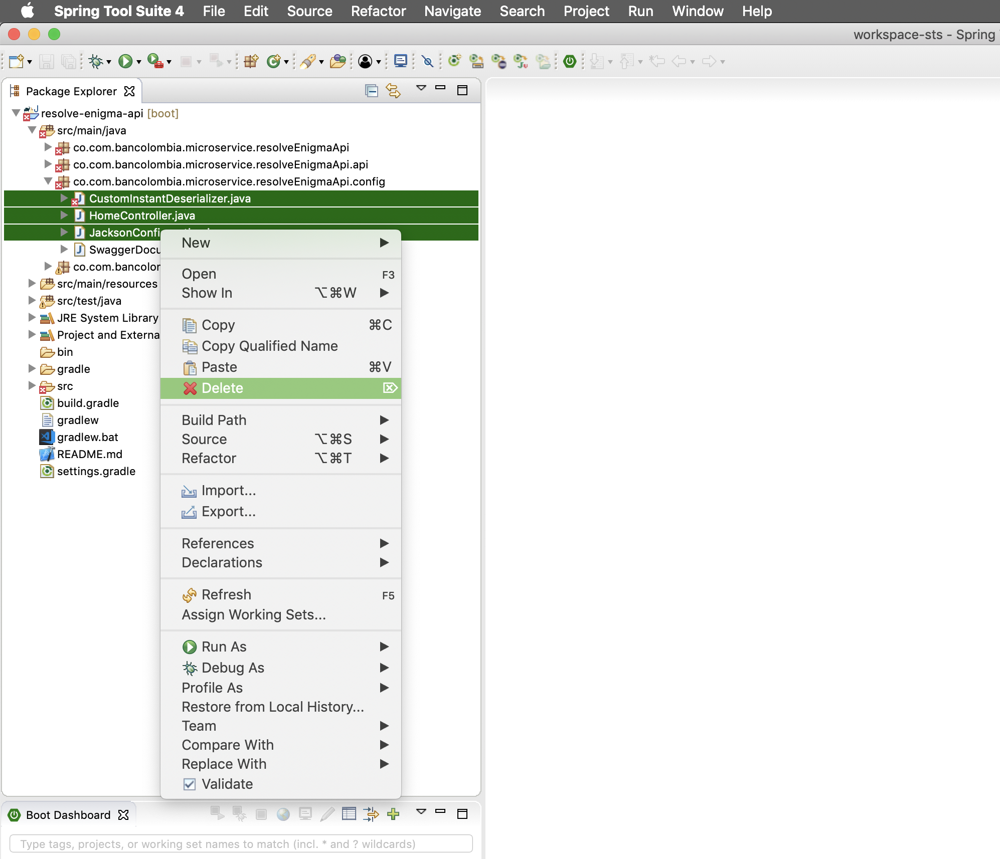 Spring Tool Suite 4 File Edit Source Refactor Navigate Search Project Run Window Help
workspace-sts - Spring
Package Explorer
resolve-enigma-api [boot]
src/main/java
co.com.bancolombia.microservice.resolveEnigmaApi
co.com.bancolombia.microservice.resolveEnigmaApi.api
co.com.bancolombia.microservice.resolveEnigmaApi.config
CustomInstantDeserializer.java
HomeController.java
JacksonConfi
SwaggerDocu
co.com.bancolor
src/main/resources
src/test/java
JRE System Library
Project and Externa
bin
gradle
src
build.gradle
gradlew
gradlew.bat
README.md
settings.gradle
New
Open F3
Show In ⌥⌘W
Copy ⌘C
Copy Qualified Name
Paste ⌘V
Delete ⌦
Build Path
Source ⌥⌘S
Refactor ⌥⌘T
Import...
Export...
References
Declarations
Refresh F5
Assign Working Sets...
Run As
Debug As
Profile As
Restore from Local History...
Team
Compare With
Replace With
Validate
Boot Dashboard
Type tags, projects, or working set names to match (incl. * and ? wildcards)